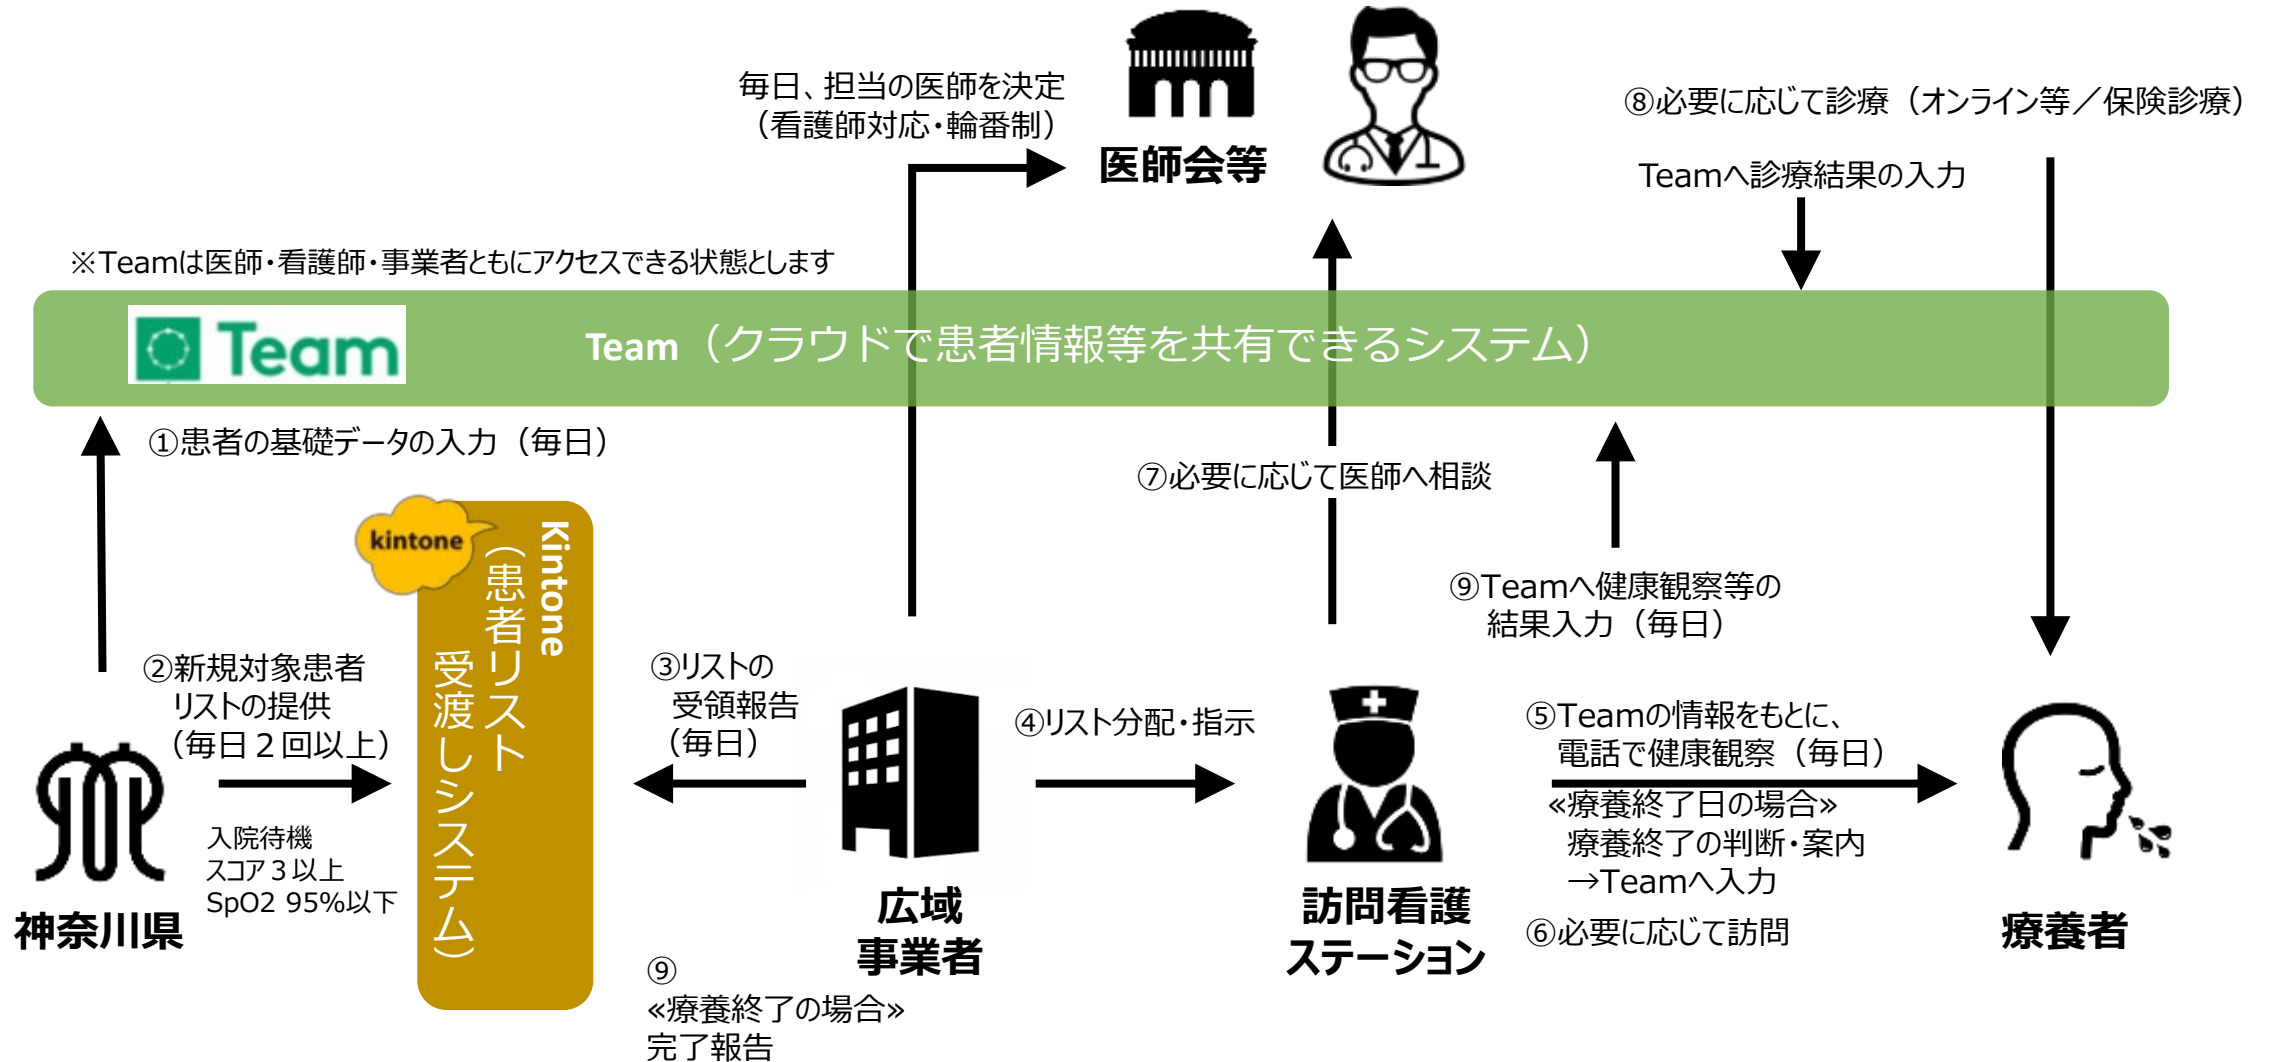 毎日、担当の医師を決定
（看護師対応・輪番制）
医師会等
⑧必要に応じて診療（オンライン等／保険診療）
Teamへ診療結果の入力
※Teamは医師・看護師・事業者ともにアクセスできる状態とします
Team
Team（クラウドで患者情報等を共有できるシステム）
①患者の基礎データの入力（毎日）
⑦必要に応じて医師へ相談
⑨Teamへ健康観察等の
結果入力（毎日）
kintone
Kintone
（患者リスト
受渡しシステム）
②新規対象患者
リストの提供
（毎日２回以上）
入院待機
スコア３以上
SpO2 95%以下
神奈川県
③リストの
受領報告
（毎日）
④リスト分配・指示
広域
事業者
⑨
≪療養終了の場合≫
完了報告
訪問看護
ステーション
⑤Teamの情報をもとに、
電話で健康観察（毎日）
≪療養終了日の場合≫
療養終了の判断・案内
→Teamへ入力
⑥必要に応じて訪問
療養者